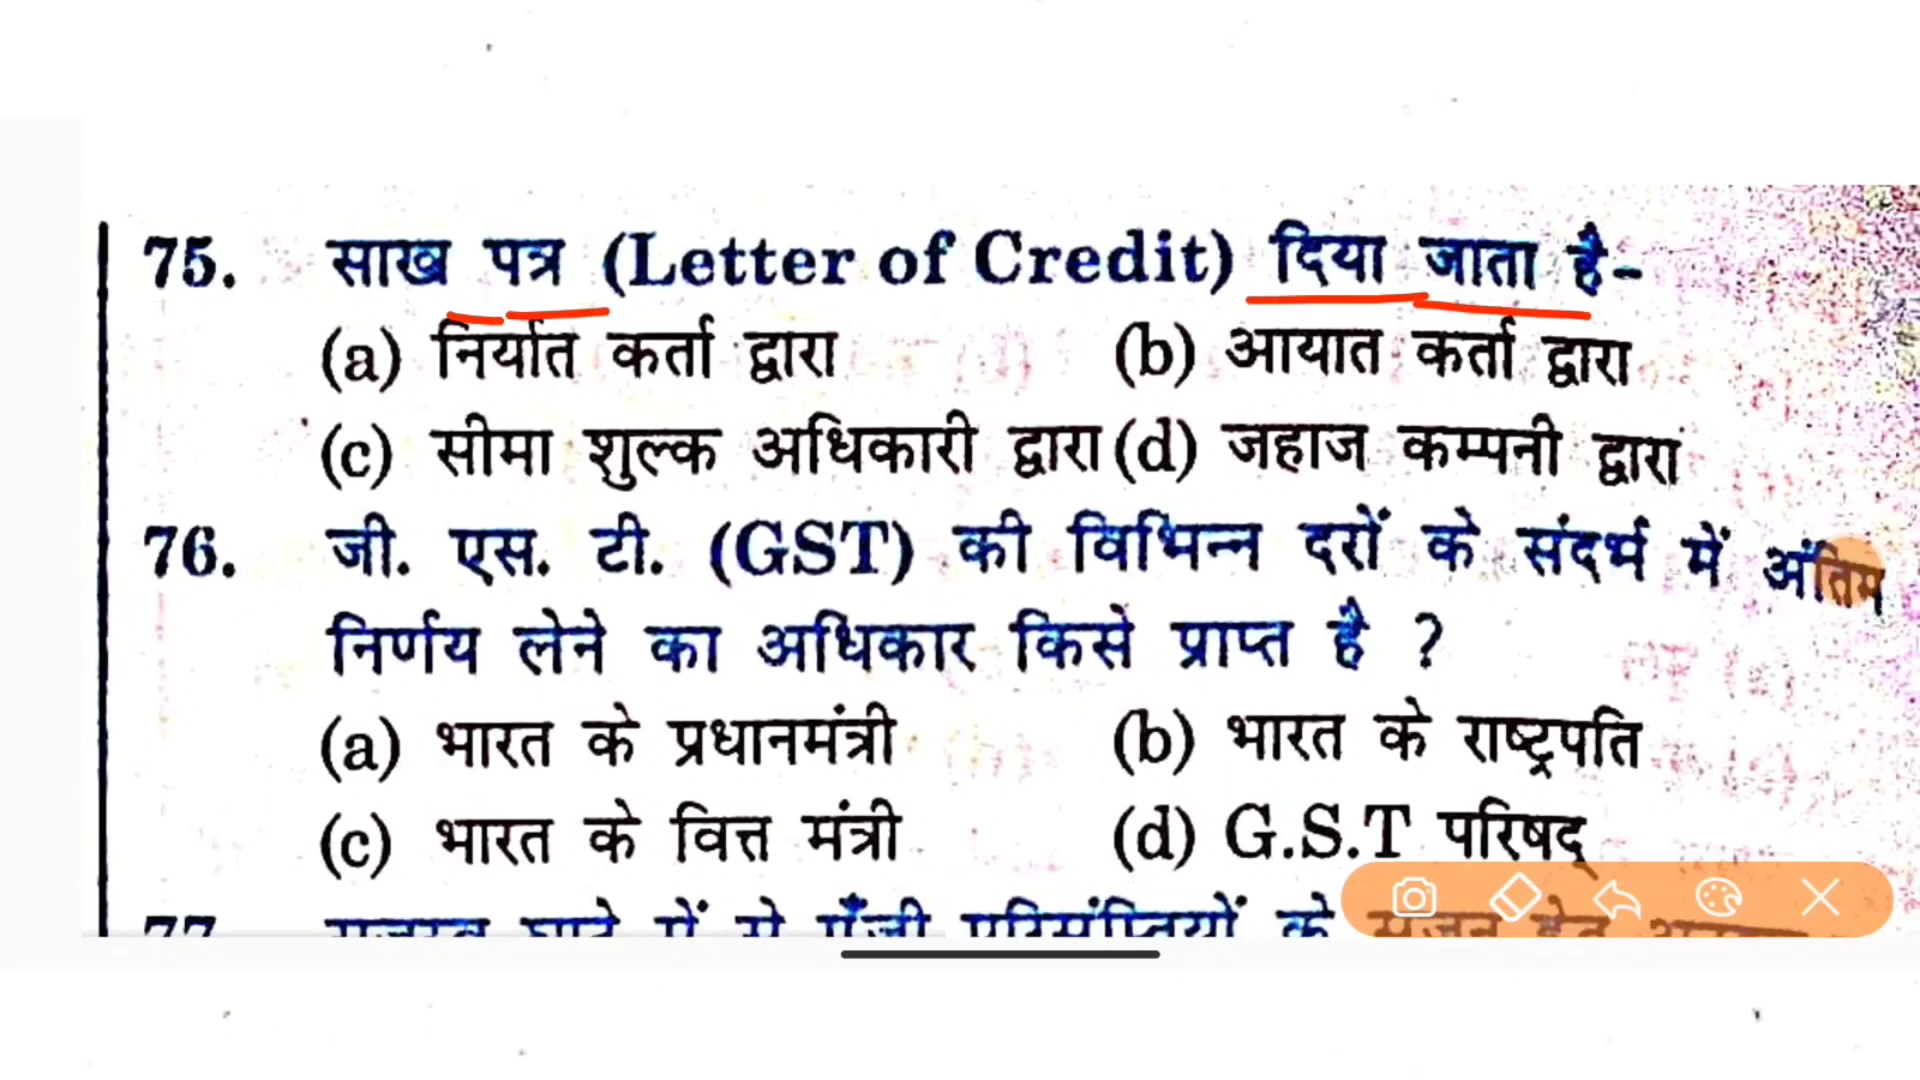 75. साख पत्र (Letter of Credit) दिया जाता है-
(a) निर्यात कर्ता द्वारा (b) आयात कर्ता द्वारा
(c) सीमा शुल्क अधिकारी द्वारा (d) जहाज कम्पनी द्वारा
76. जी. एस. टी. (GST) की विभिन्न दरों के संदर्भ में अंतिम
निर्णय लेने का अधिकार किसे प्राप्त है ?
(a) भारत के प्रधानमंत्री (b) भारत के राष्ट्रपति
(c) भारत के वित्त मंत्री (d) G.S.T परिषद्
77.